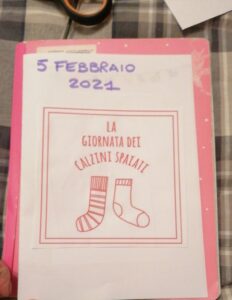 5 FEBBRAIO
2021
LA
GIORNATA DEI
CALZINI SPAIATI